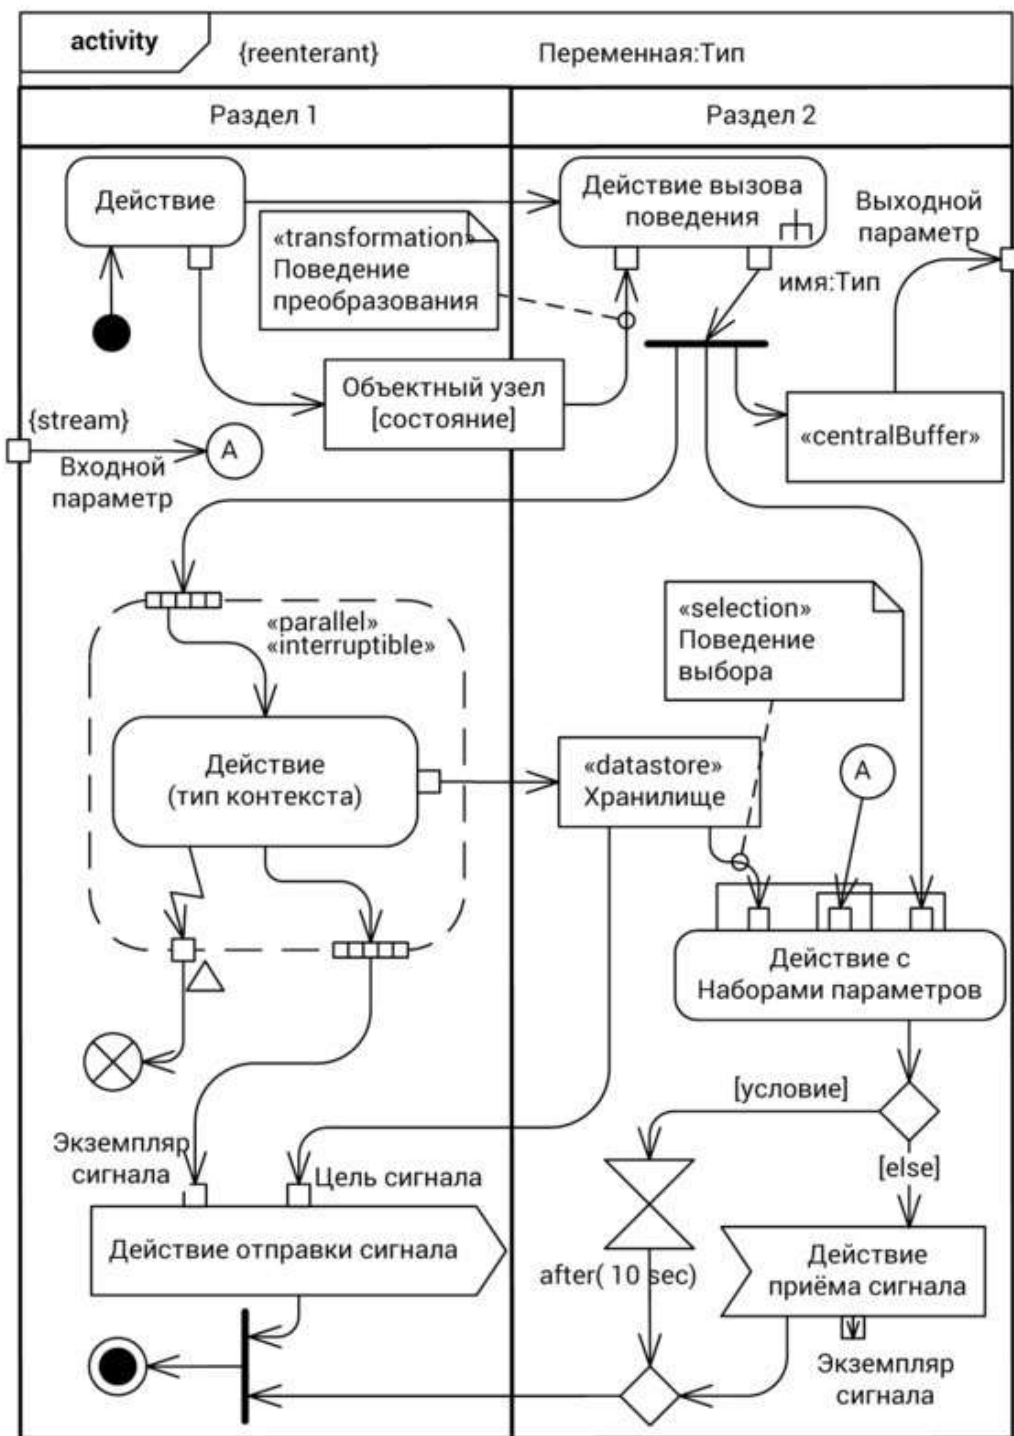 activity
{reenterant}
Переменная:Тип
Раздел 1
Раздел 2
Действие
Действие вызова
поведения
Выходной
параметр
«transformation»
Поведение
преобразования
имя:Тип
Объектный узел
[состояние]
{stream}
A
Входной
параметр
«centralBuffer»
«parallel»
«interruptible»
«selection»
Поведение
выбора
Действие
(тип контекста)
«datastore»
Хранилище
A
Действие с
Наборами параметров
[условие]
Экземпляр
сигнала
Цель сигнала
[else]
Действие отправки сигнала
after( 10 sec)
Действие
приёма сигнала
Экземпляр
сигнала